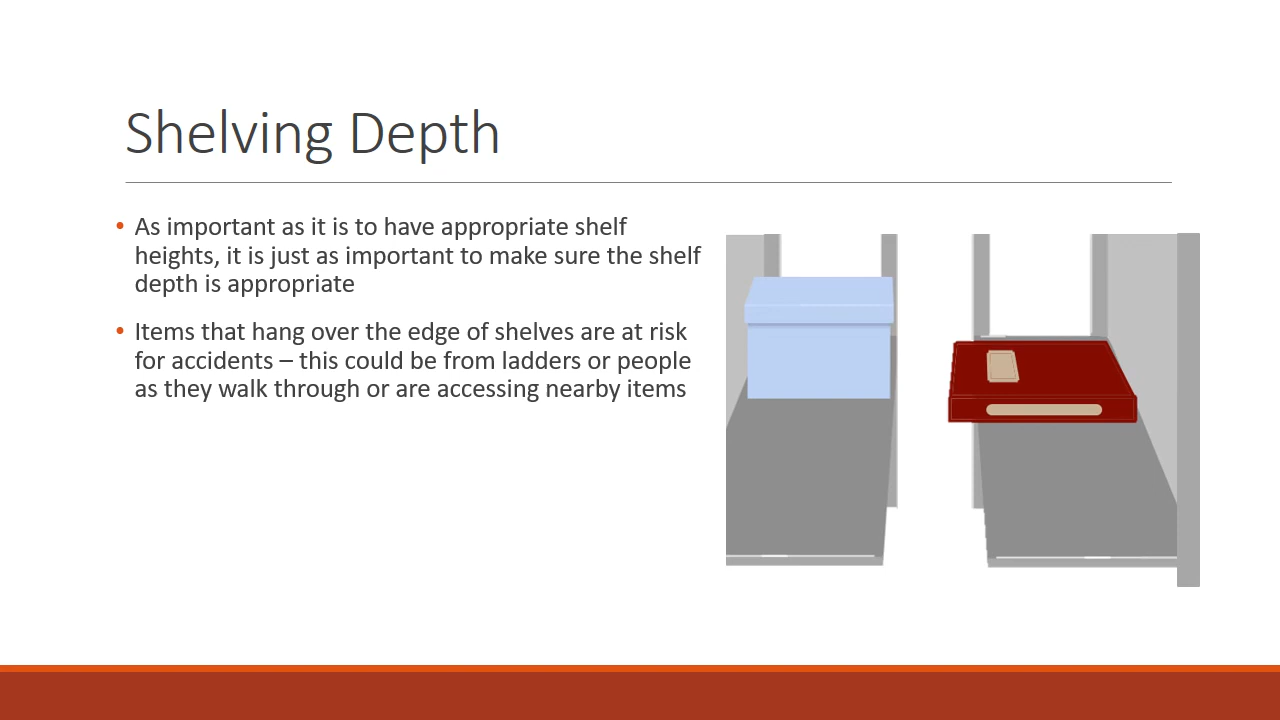 Shelving Depth
• As important as it is to have appropriate shelf
heights, it is just as important to make sure the shelf
depth is appropriate
• Items that hang over the edge of shelves are at risk
for accidents – this could be from ladders or people
as they walk through or are accessing nearby items